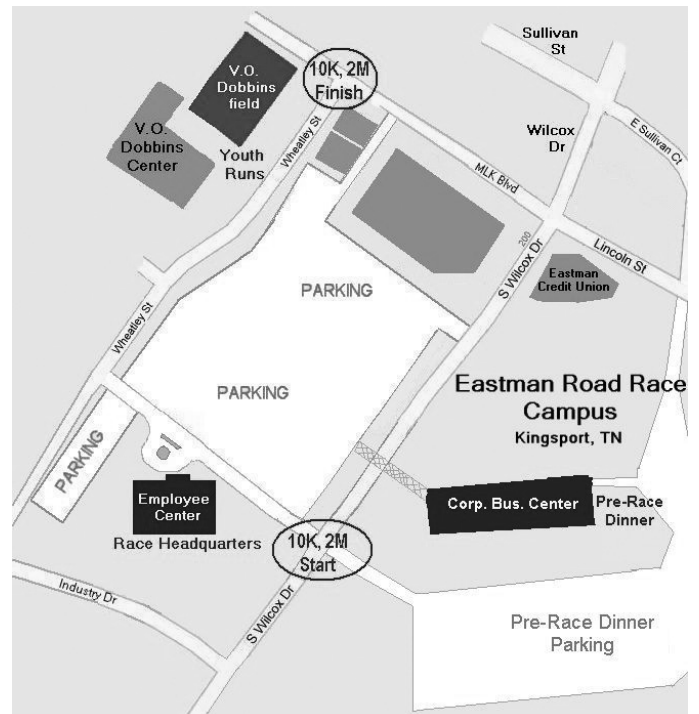 Sullivan
St
10K, 2M
Finish
V.O.
Dobbins
field
V.O.
Dobbins
Center
Youth
Runs
Wheatley St
Wilcox
Dr
E Sullivan Ct
MLK Blvd
200
S Wilcox Dr
Lincoln St
Eastman
Credit Union
PARKING
Wheatley St
PARKING
Eastman Road Race
Campus
Kingsport, TN
PARKING
Employee
Center
Race Headquarters
Corp. Bus. Center
Pre-Race
Dinner
10K, 2M
Start
Industry Dr
S Wilcox Dr
Pre-Race Dinner
Parking